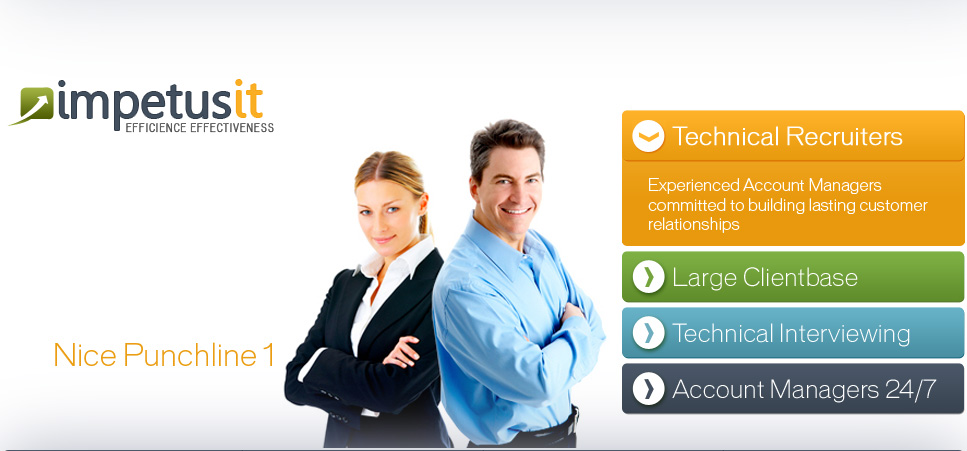 impetusit
EFFICIENCE EFFECTIVENESS
Nice Punchline 1
Technical Recruiters
Experienced Account Managers
committed to building lasting customer
relationships
Large Clientbase
Technical Interviewing
Account Managers 24/7